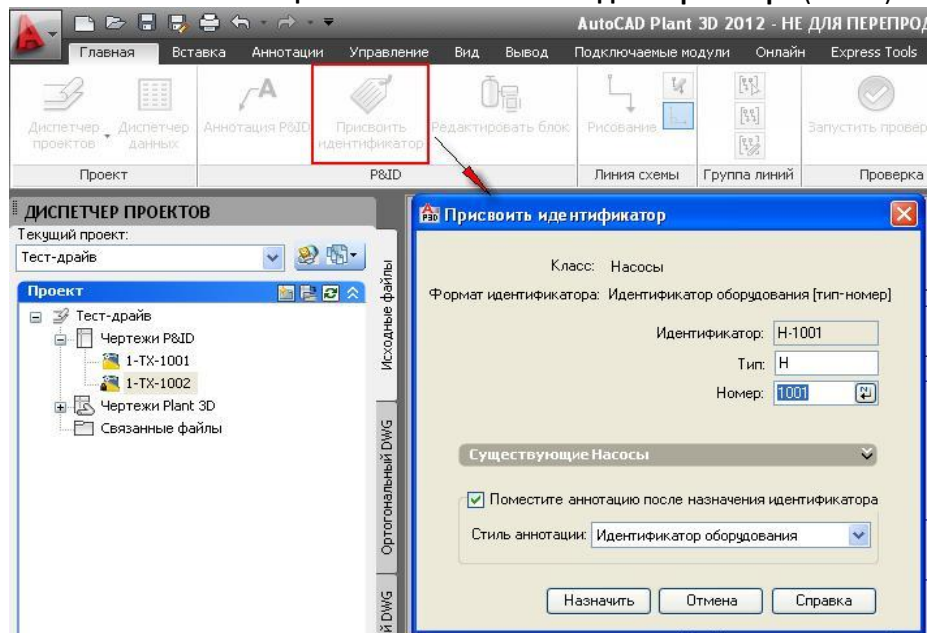 AutoCAD Plant 3D 2012 - НЕ ДЛЯ ПЕРЕПРОД
Главная Вставка Аннотации Управление Вид Вывод Подключаемые модули Онлайн Express Tools
Диспетчер проектов
Диспетчер данных
Аннотация P&ID
Присвоить идентификатор
Редактировать блок
Рисование
Запустить провер
Проект P&ID Линия схемы Группа линий Проверка
ДИСПЕТЧЕР ПРОЕКТОВ
Текущий проект:
Тест-драйв
Проект
Тест-драйв
Чертежи P&ID
1-TX-1001
1-TX-1002
Чертежи Plant 3D
Связанные файлы
Исходные файлы
Ортогональный DWG
й DWG
P3D Присвоить идентификатор
Класс: Насосы
Формат идентификатора: Идентификатор оборудования [тип-номер]
Идентификатор: Н-1001
Тип: Н
Номер: 1001
Существующие Насосы
Поместите аннотацию после назначения идентификатора
Стиль аннотации: Идентификатор оборудования
Назначить Отмена Справка